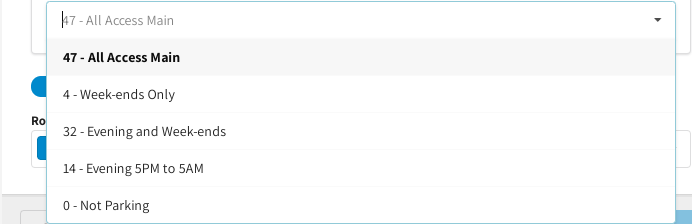 47 - All Access Main
47 - All Access Main
4 - Week-ends Only
32 - Evening and Week-ends
Ro
14 - Evening 5PM to 5AM
0 - Not Parking